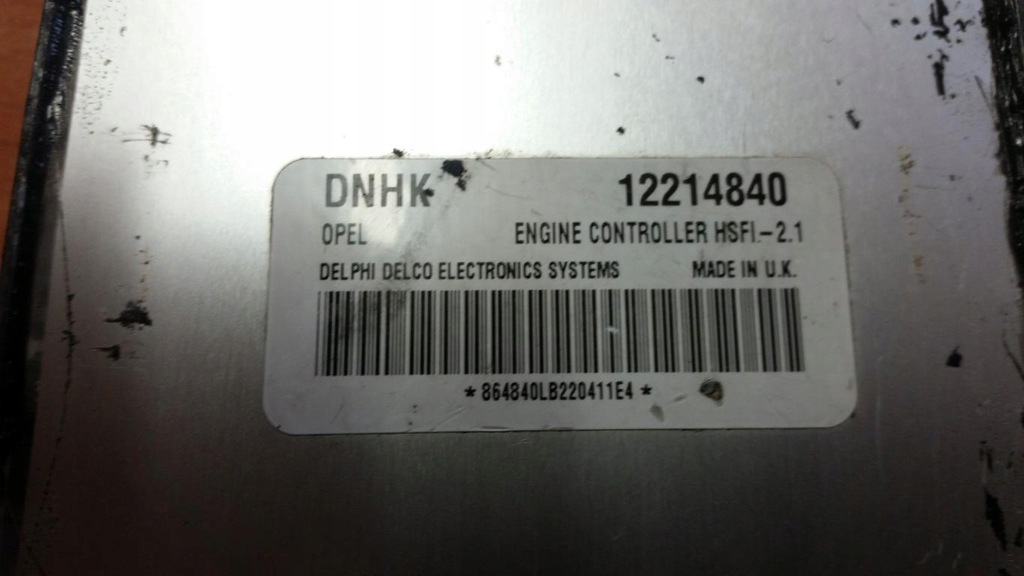 DNHK 12214840
OPEL ENGINE CONTROLLER HSFI.-2.1
DELPHI DELCO ELECTRONICS SYSTEMS MADE IN U.K.
*864840LB220411E4*